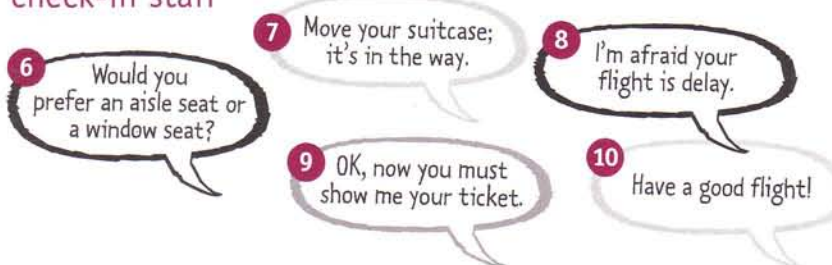 check-in staff
6
Would you
prefer an aisle seat or
a window seat?
7
Move your suitcase;
it's in the way.
8
I'm afraid your
flight is delay.
9
OK, now you must
show me your ticket.
10
Have a good flight!